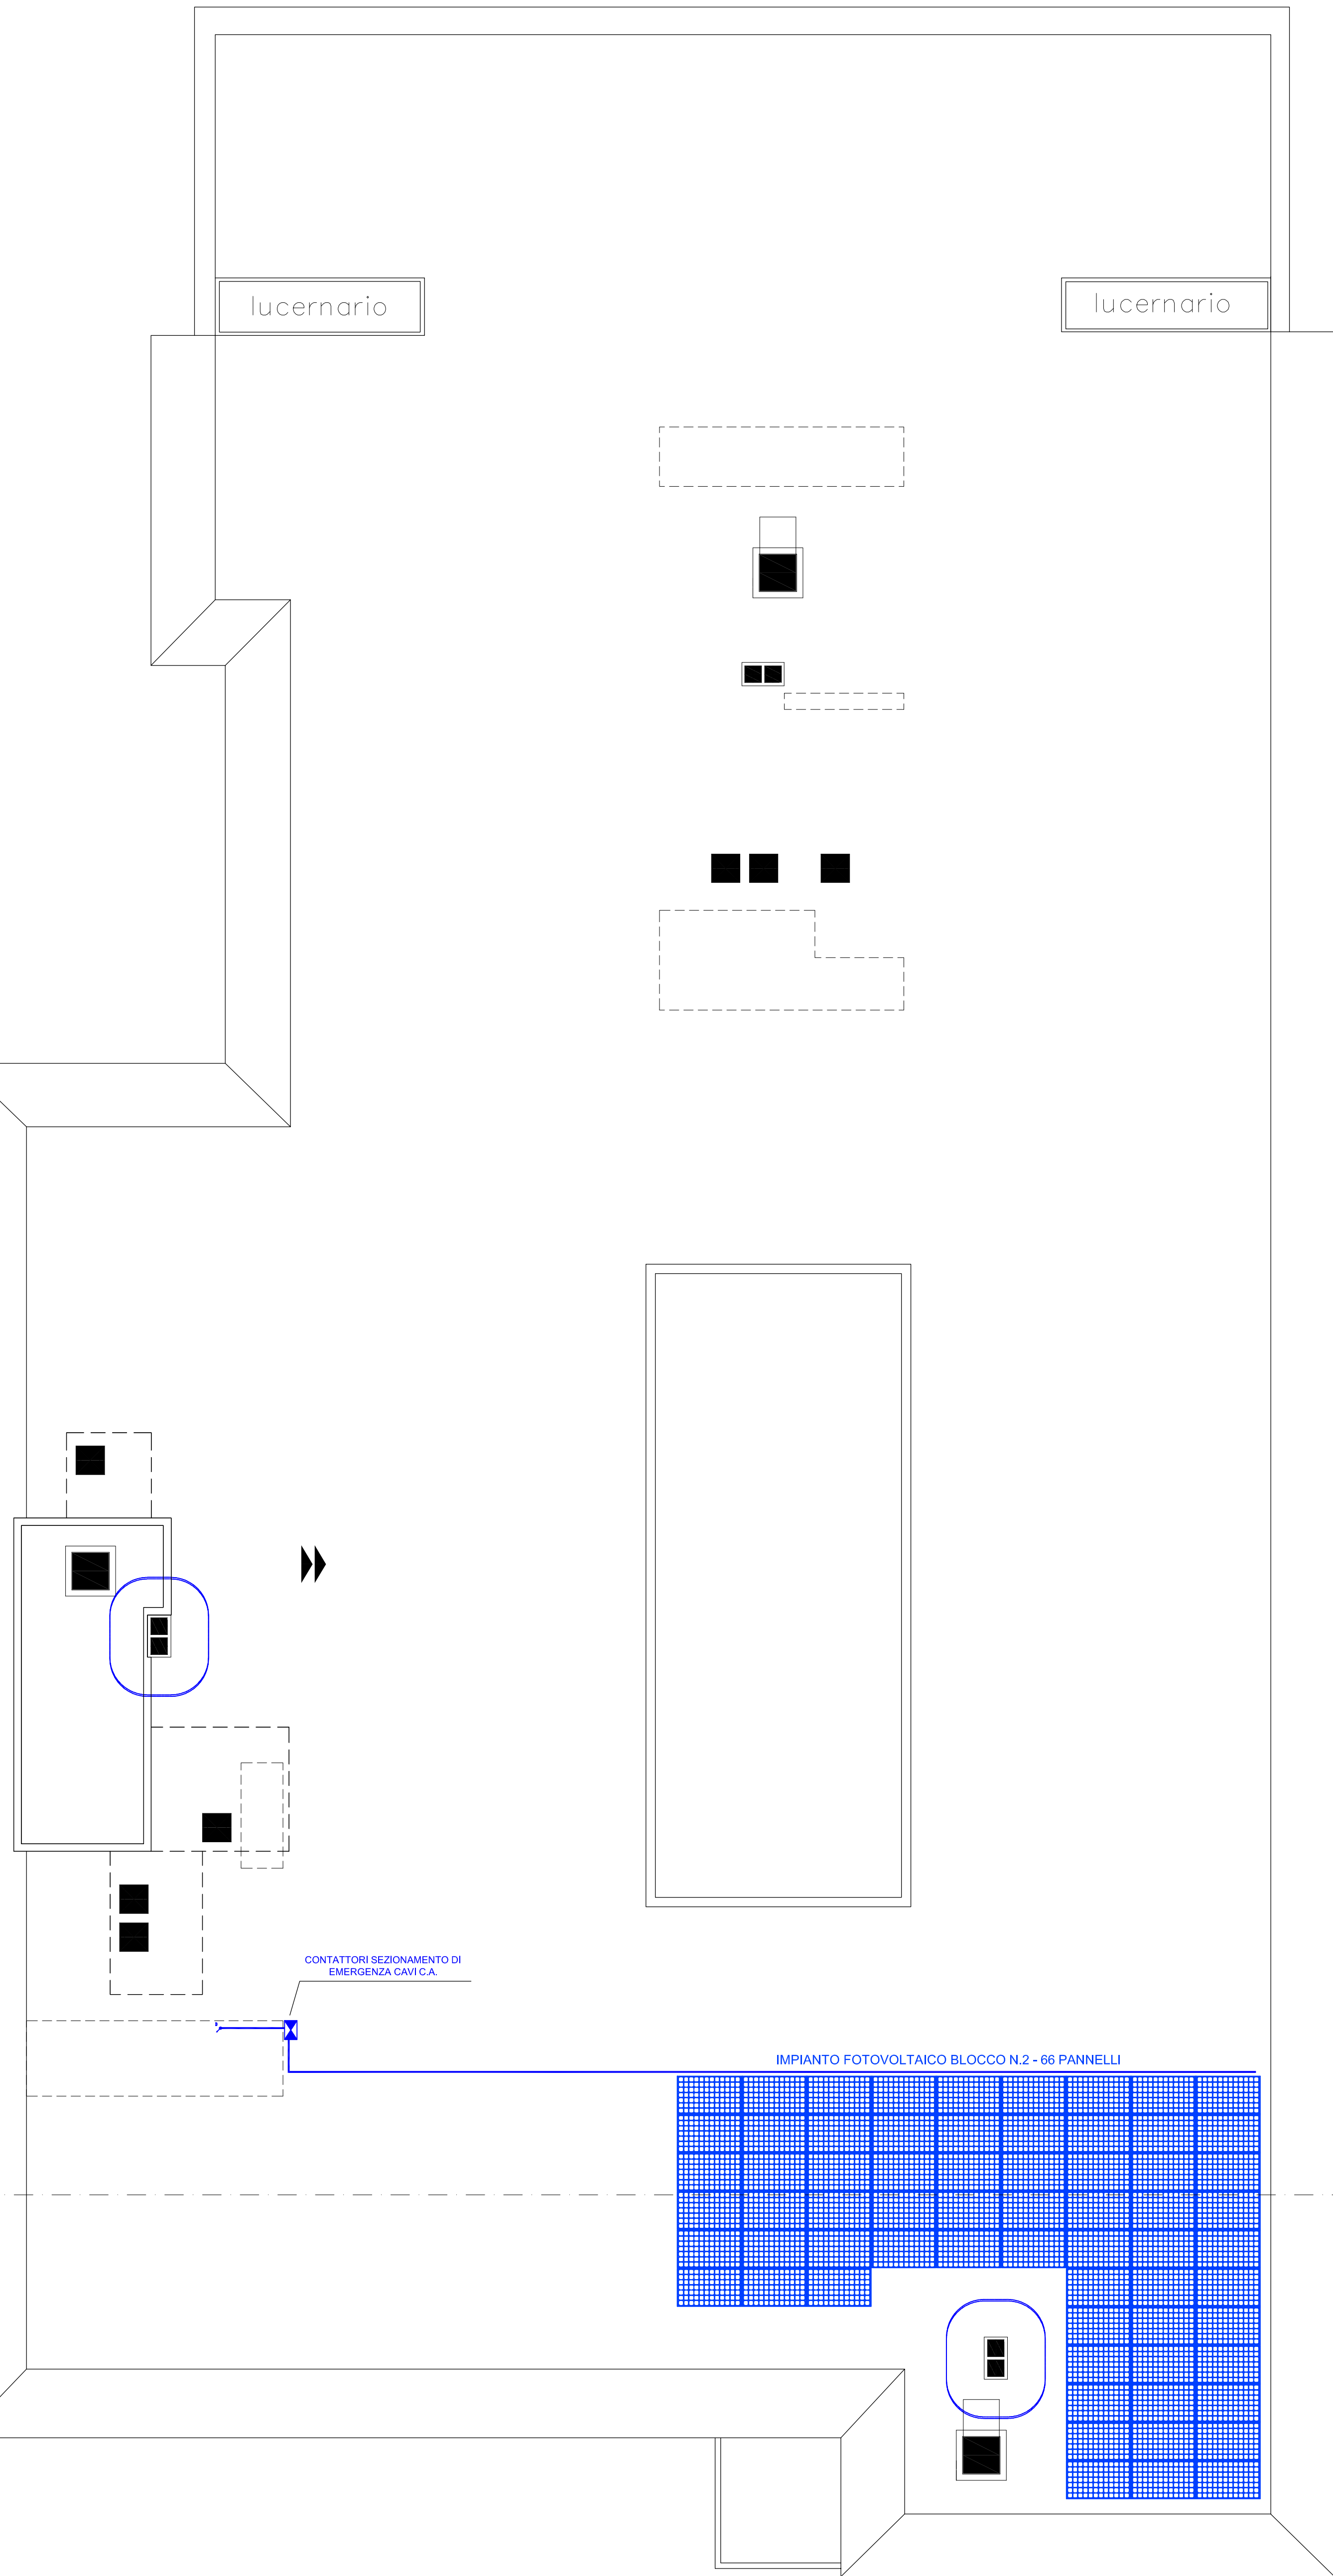 lucernario
lucernario
CONTATTORI SEZIONAMENTO DI
EMERGENZA CAVI C.A.
IMPIANTO FOTOVOLTAICO BLOCCO N.2 - 66 PANNELLI